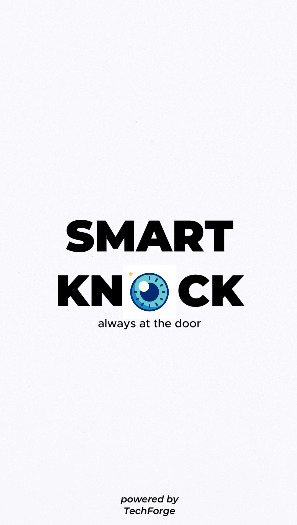 SMART
KNOCK
always at the door
powered by
TechForge